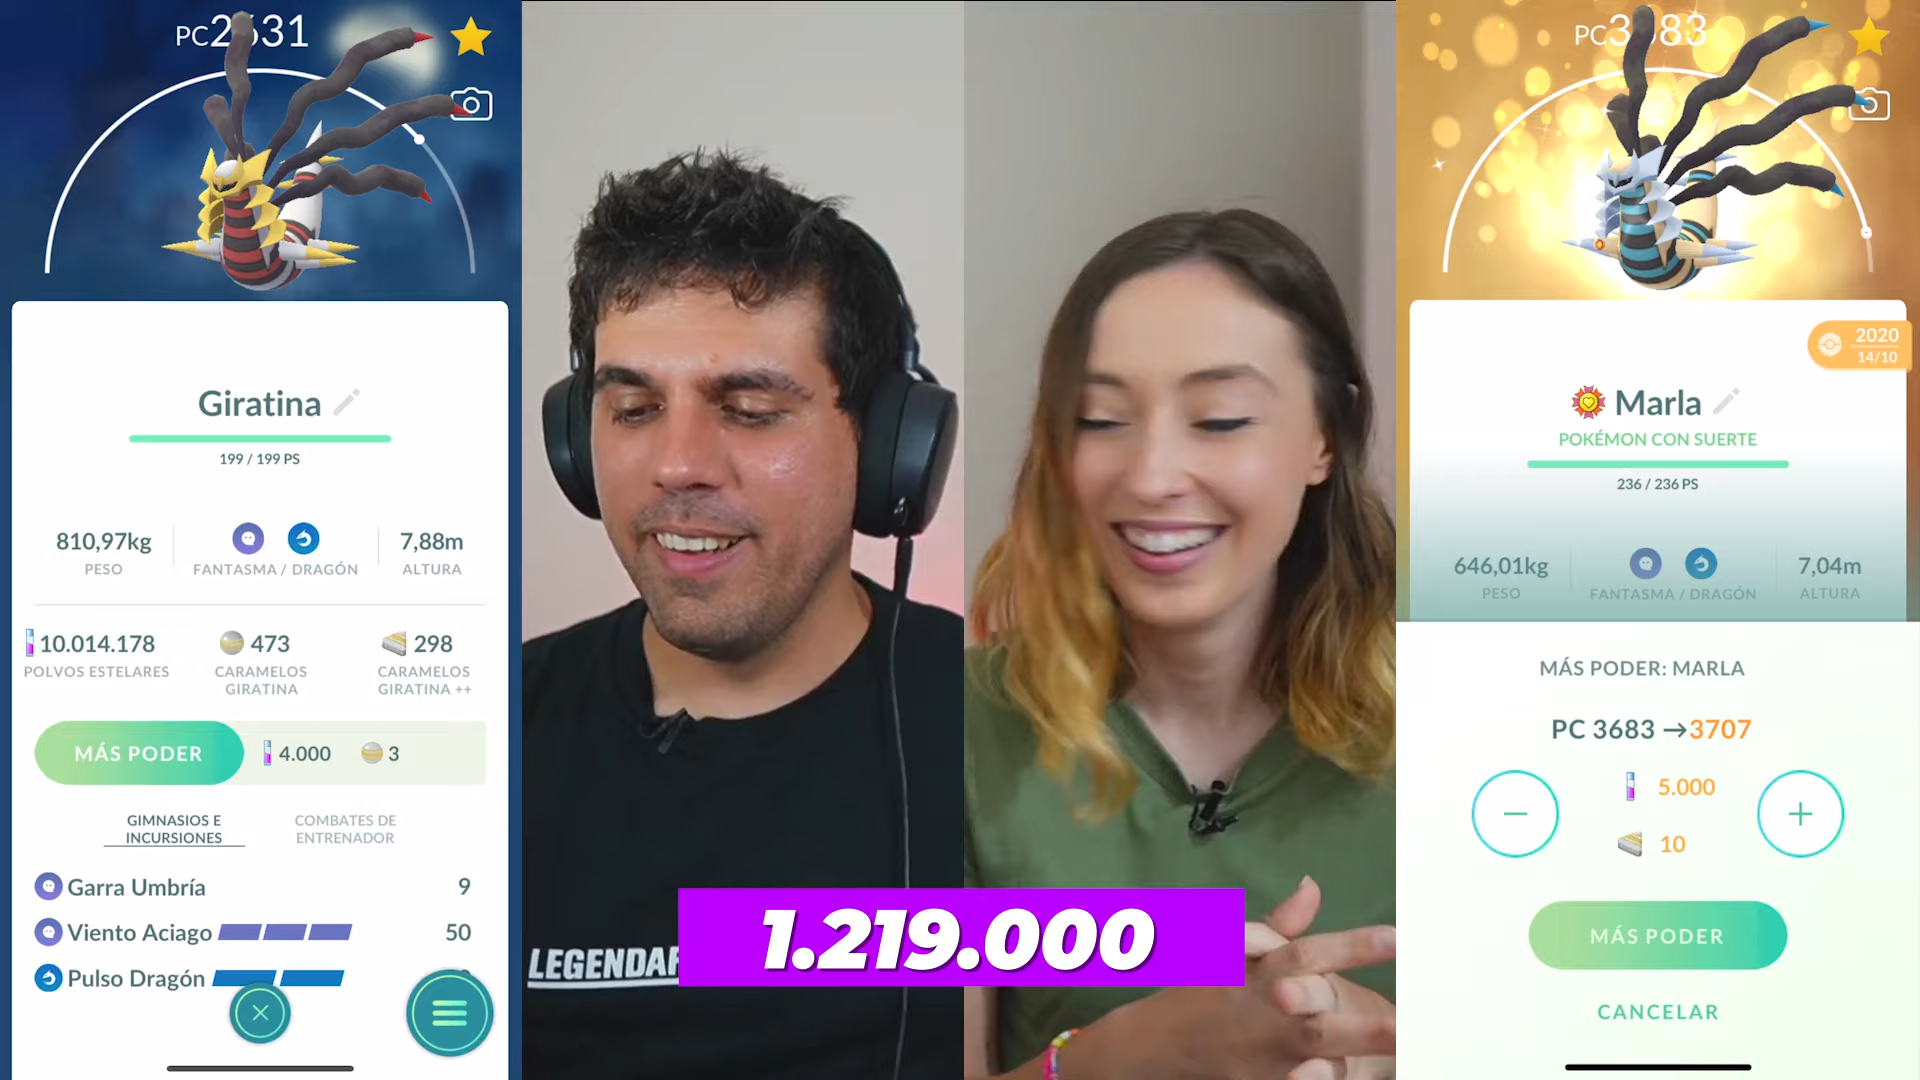 PC2631
Giratina
199 / 199 PS
810,97kg
PESO
FANTASMA / DRAGÓN
7,88m
ALTURA
10.014.178
POLVOS ESTELARES
473
CARAMELOS
GIRATINA
298
CARAMELOS
GIRATINA ++
MÁS PODER
4.000
3
GIMNASIOS E
INCURSIONES
COMBATES DE
ENTRENADOR
Garra Umbría
9
Viento Aciago
50
Pulso Dragón
1.219.000
PC3683
2020
14/10
Marla
POKÉMON CON SUERTE
236 / 236 PS
646,01kg
PESO
FANTASMA / DRAGÓN
7,04m
ALTURA
MÁS PODER: MARLA
PC 3683 →3707
5.000
10
MÁS PODER
CANCELAR